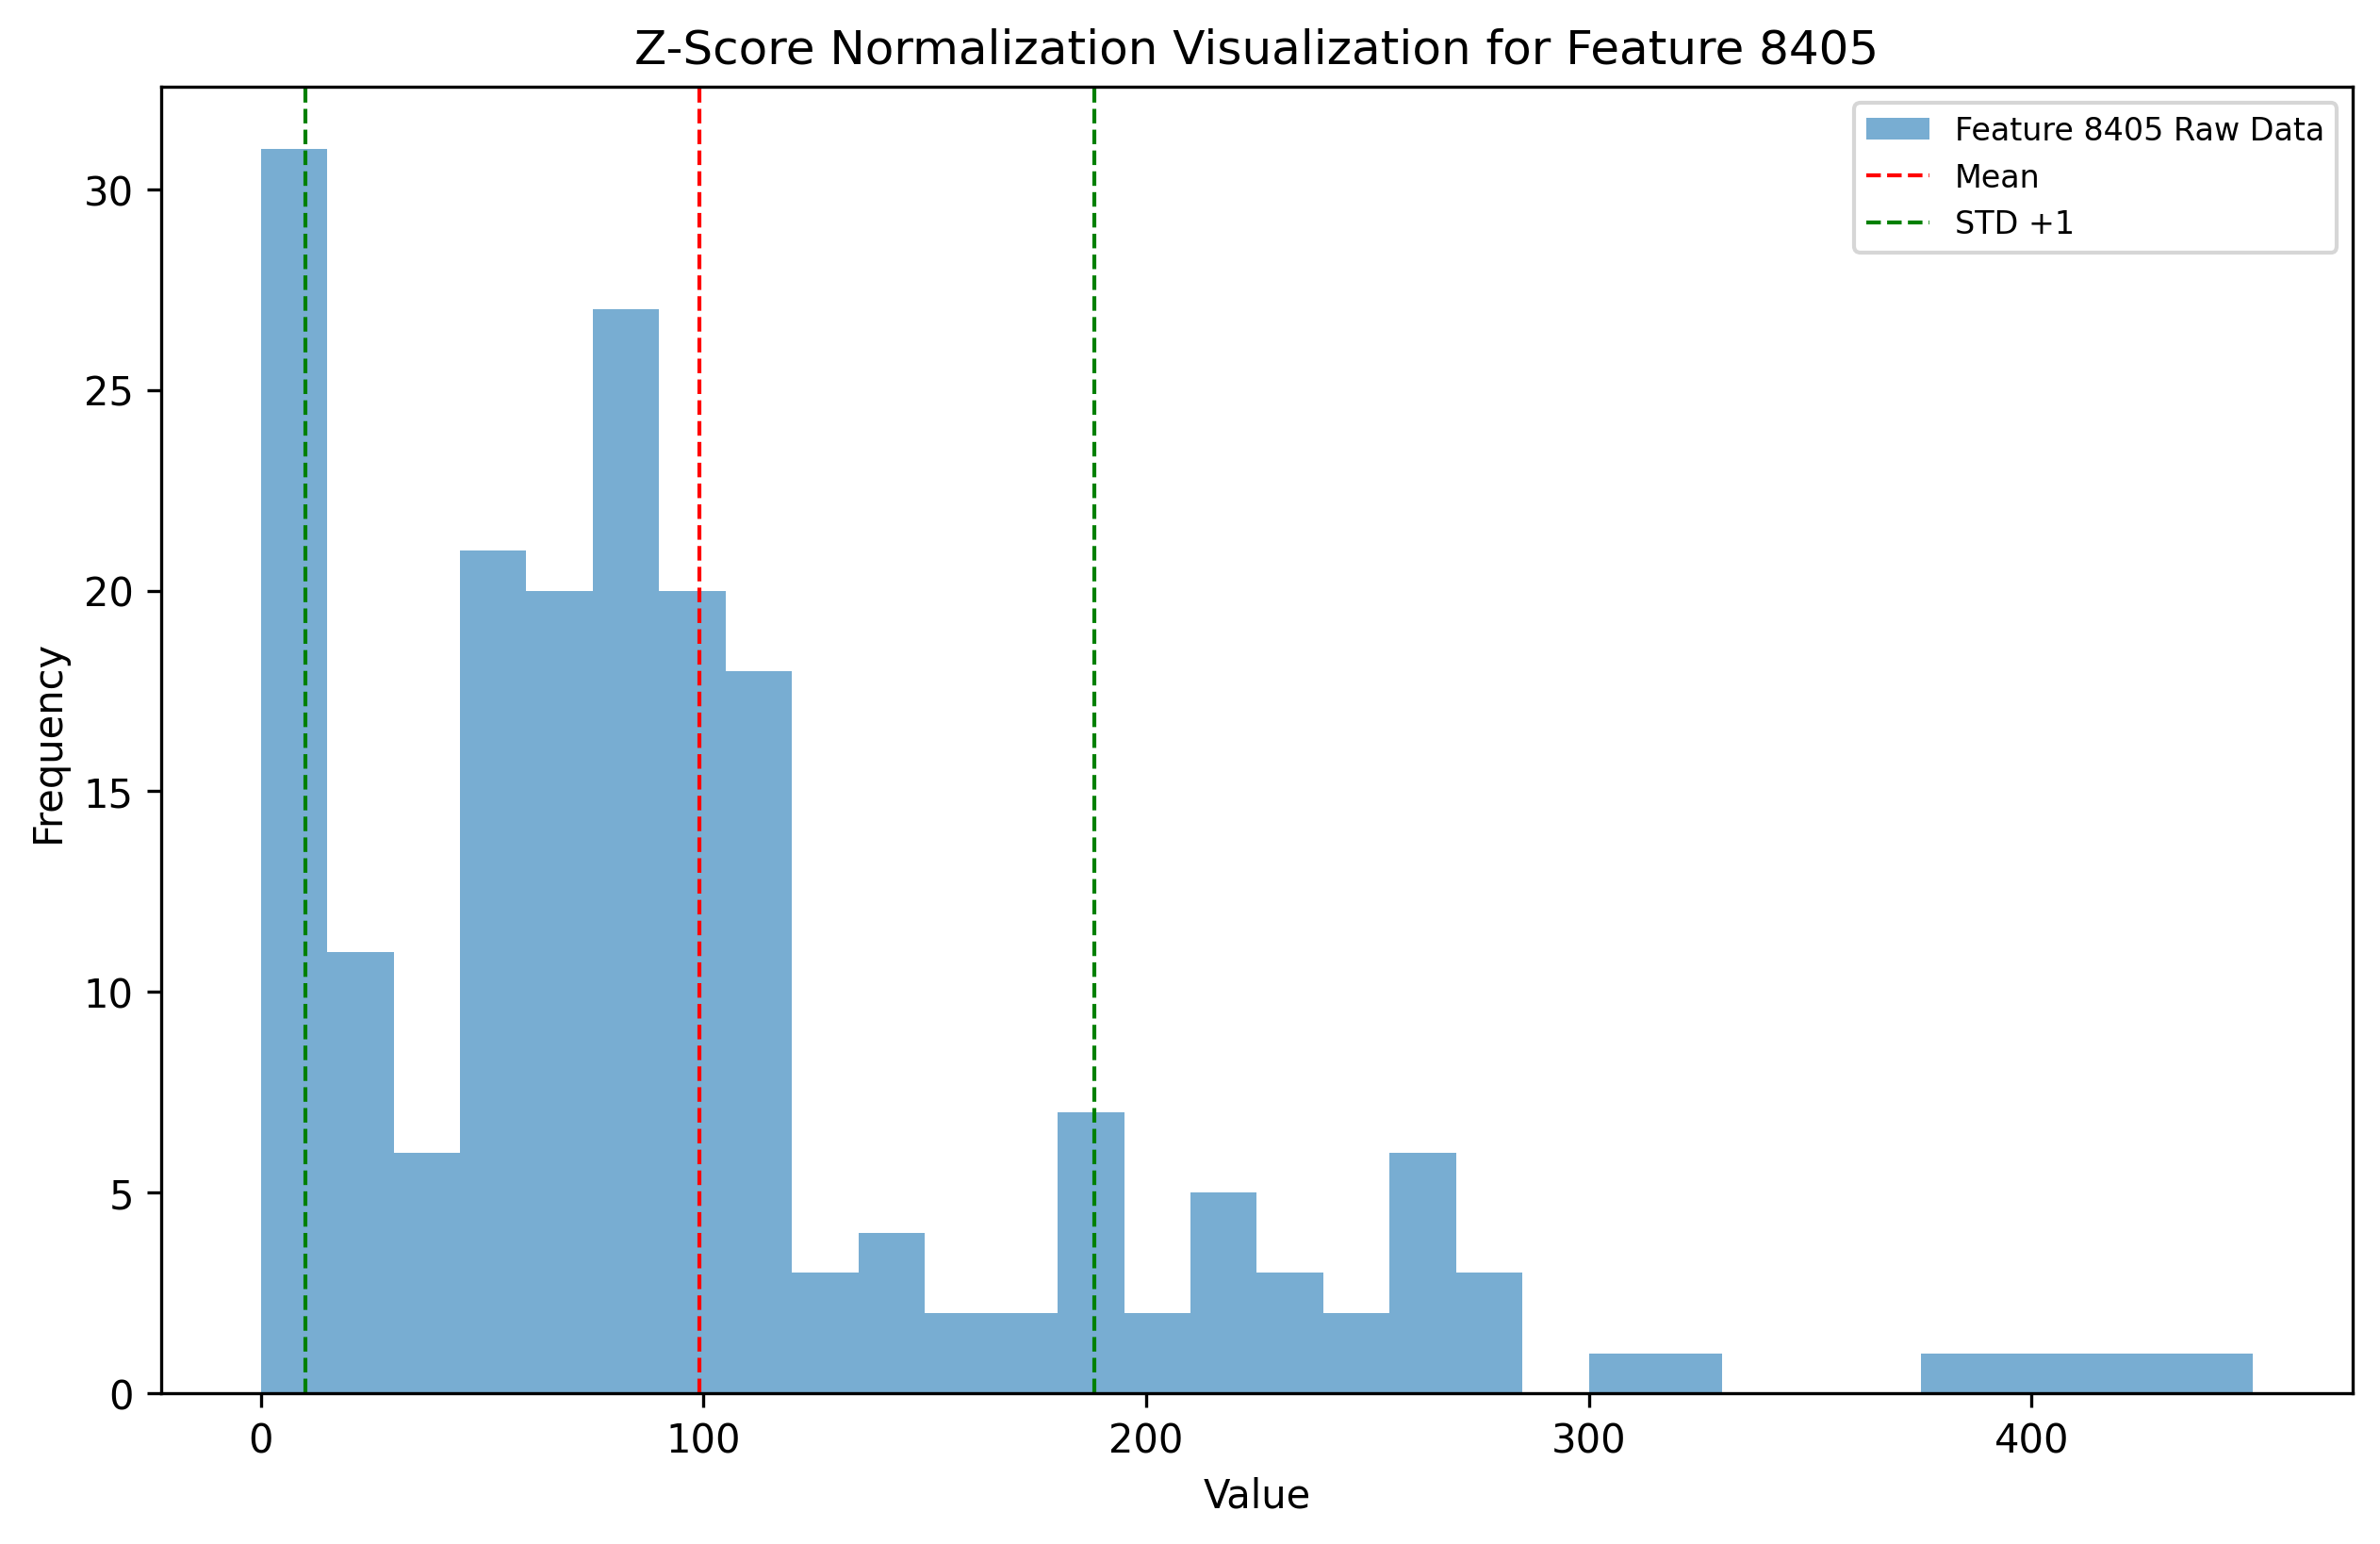 Z-Score Normalization Visualization for Feature 8405
Feature 8405 Raw Data
Mean
STD +1
30
25
20
15
10
5
0
Frequency
0 100 200 300 400
Value